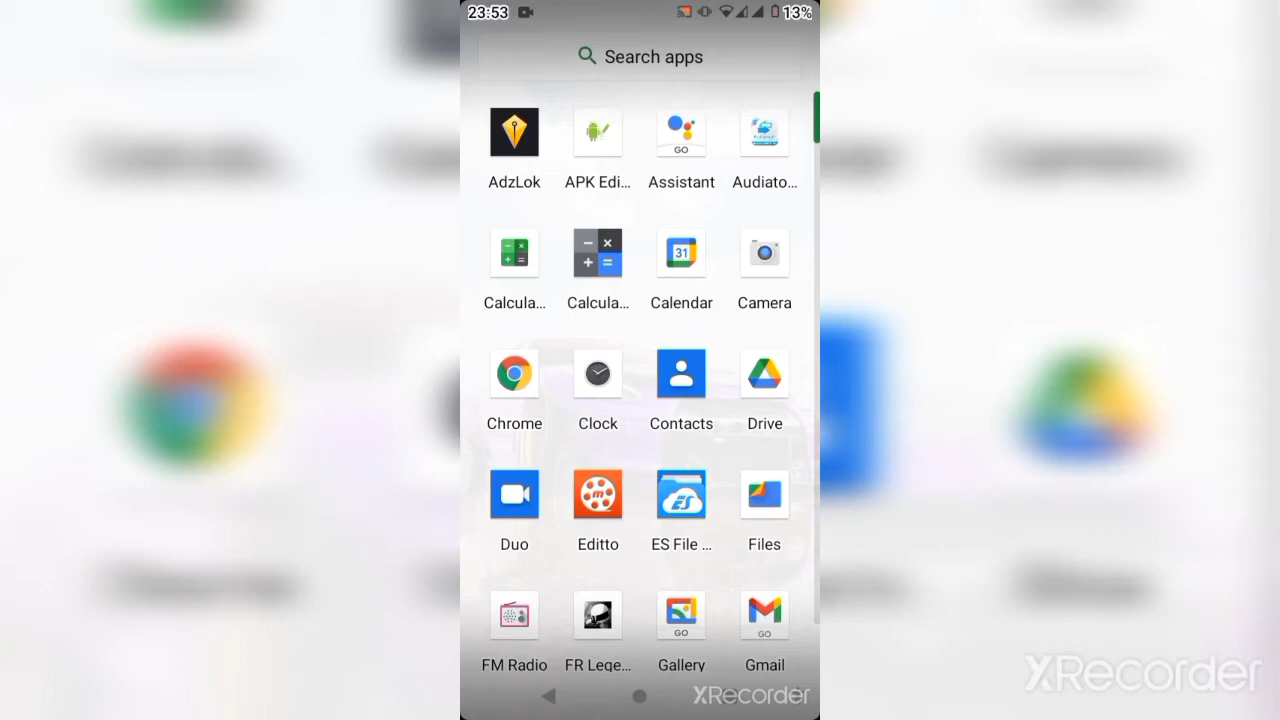 23:53
13%
Search apps
GO
AdzLok APK Edi... Assistant Audiato...
31
Calcula... Calcula... Calendar Camera
Chrome Clock Contacts Drive
m ES
Duo Editto ES File ... Files
GO GO
FM Radio FR Lege... Gallery Gmail
XRecorder
XRecorder